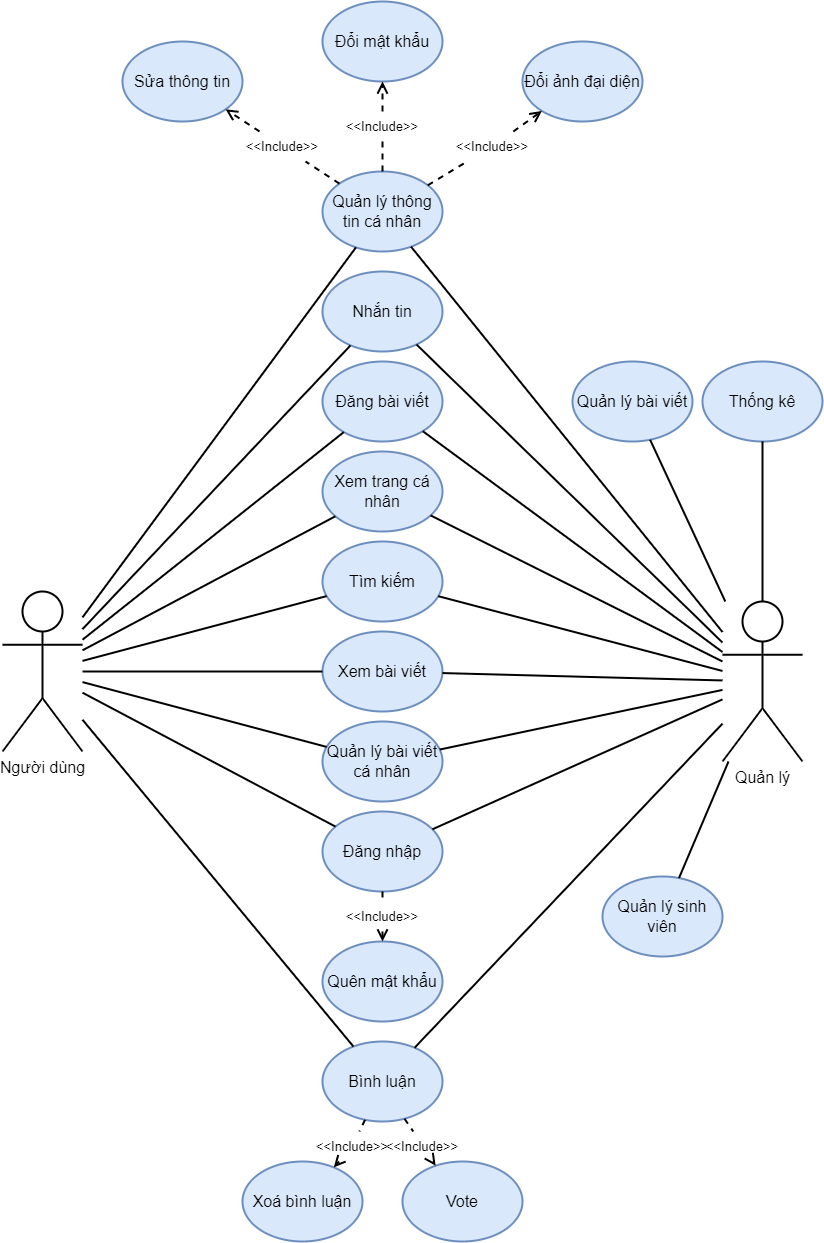 Đổi mật khẩu
Sửa thông tin
Đổi ảnh đại diện
<<Include>>
<<Include>>
<<Include>>
Quản lý thông
tin cá nhân
Nhắn tin
Đăng bài viết
Quản lý bài viết
Thống kê
Xem trang cá
nhân
Tìm kiếm
Xem bài viết
Quản lý bài viết
cá nhân
Người dùng
Quản lý
Đăng nhập
<<Include>>
Quản lý sinh
viên
Quên mật khẩu
Bình luận
<<Include>>
<<Include>>
Xoá bình luận
Vote